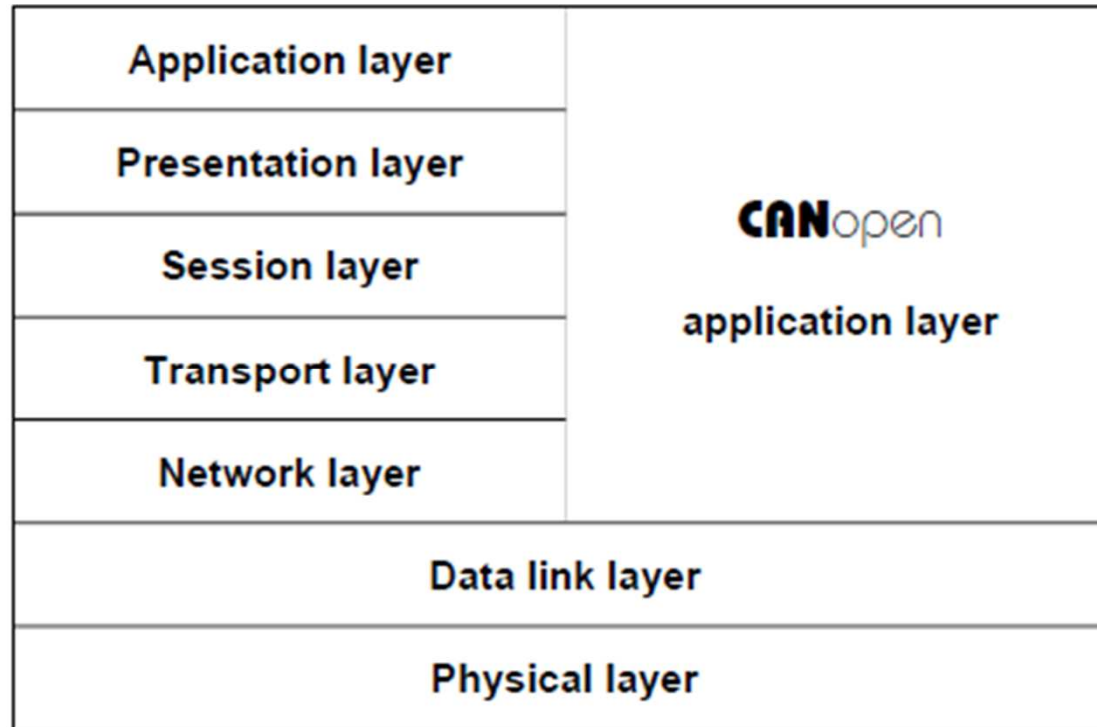 Application layer
Presentation layer
Session layer
Transport layer
Network layer
CANopen
application layer
Data link layer
Physical layer